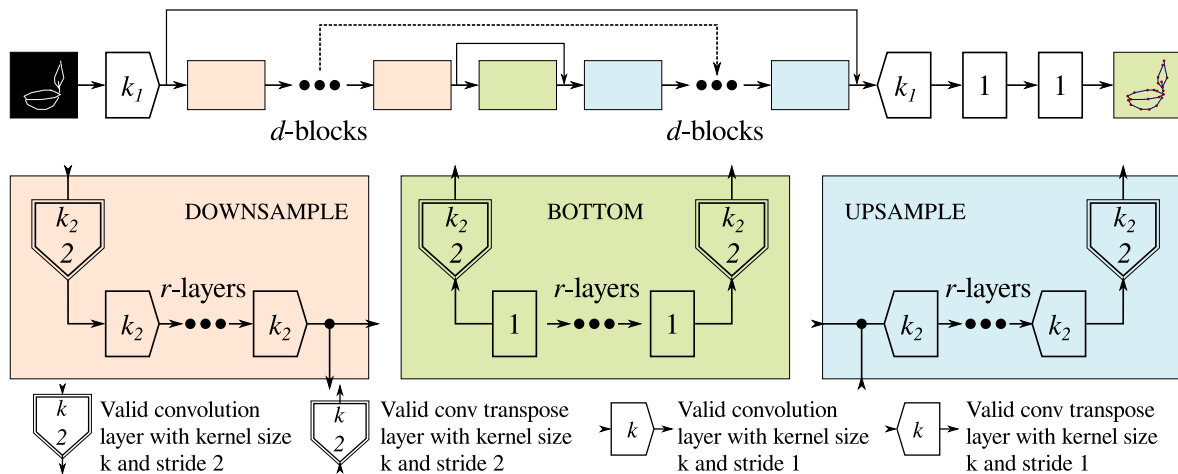 k1
k1
1
1
d-blocks
d-blocks
DOWNSAMPLE
k2
2
r-layers
k2
k2
BOTTOM
k2
2
k2
2
r-layers
1
1
UPSAMPLE
k2
2
r-layers
k2
k2
k
2
Valid convolution
layer with kernel size
k and stride 2
k
2
Valid conv transpose
layer with kernel size
k and stride 2
k
Valid convolution
layer with kernel size
k and stride 1
k
Valid conv transpose
layer with kernel size
k and stride 1